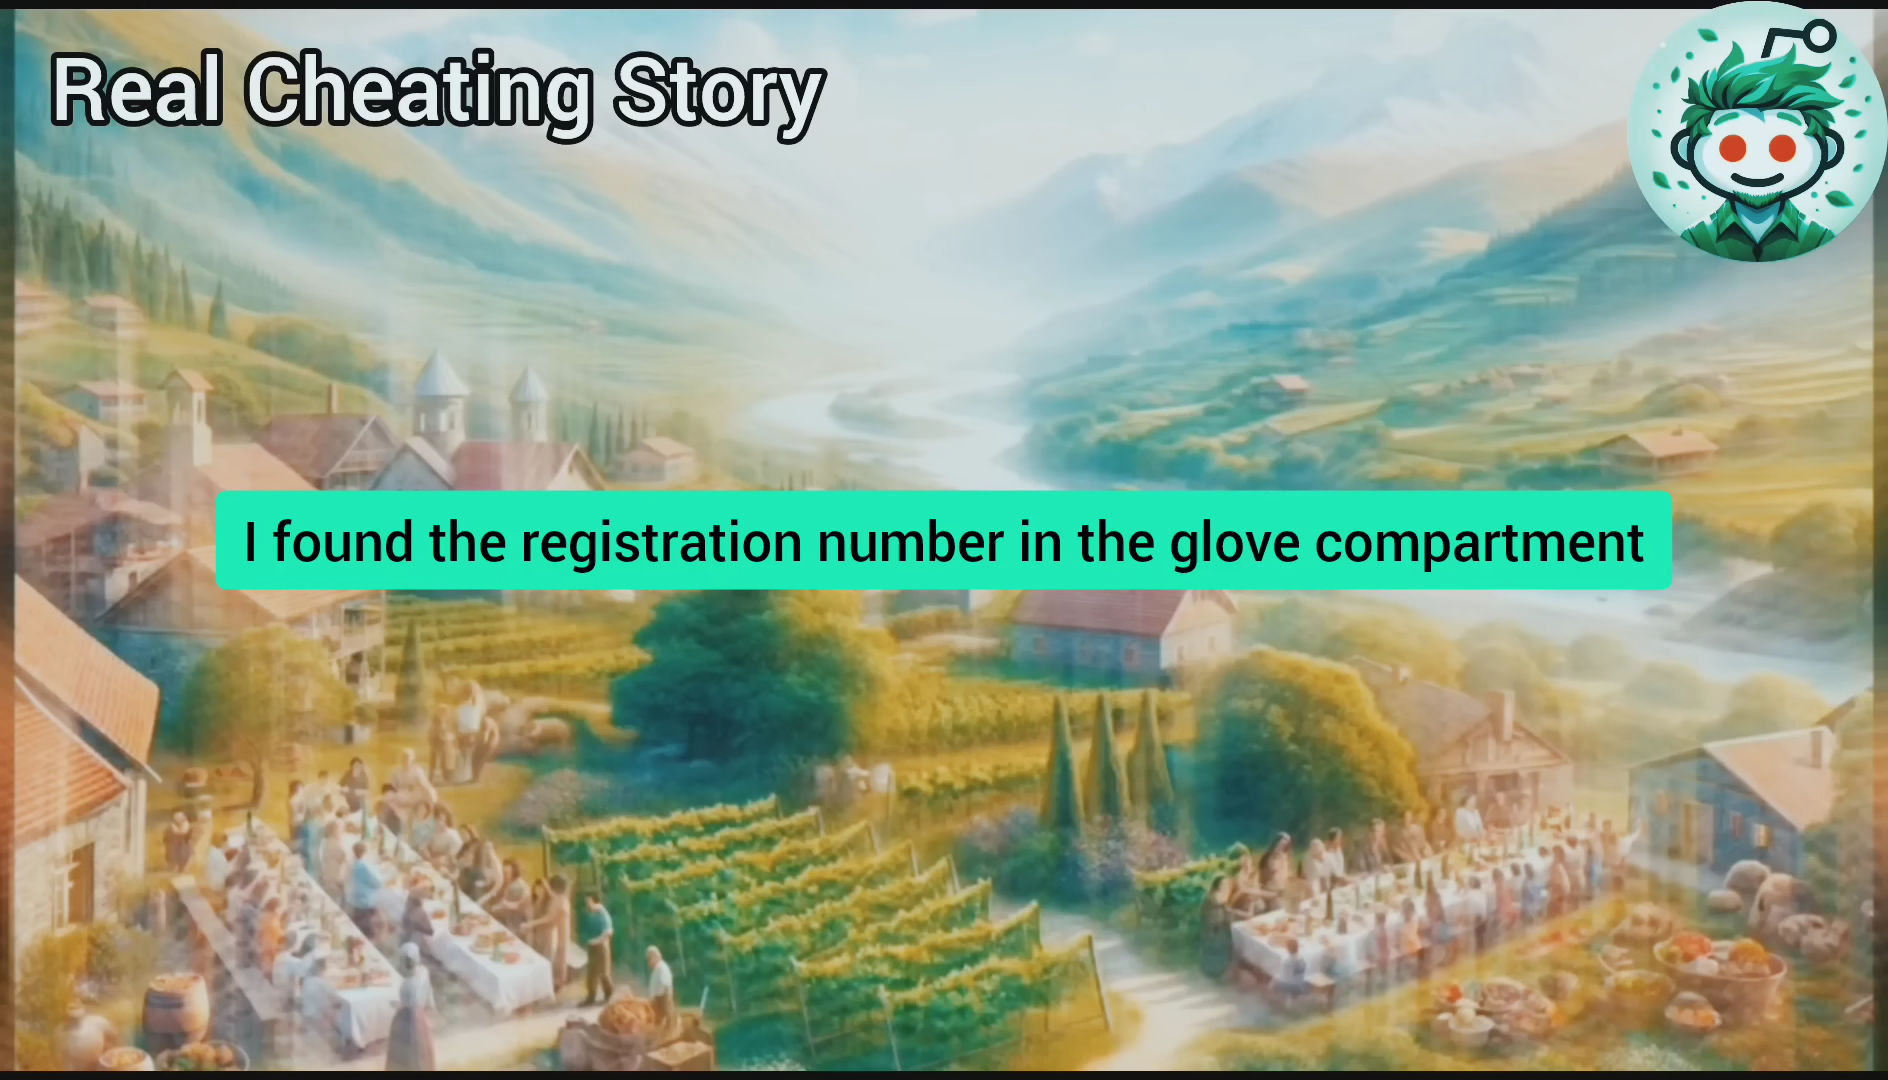 Real Cheating Story
I found the registration number in the glove compartment